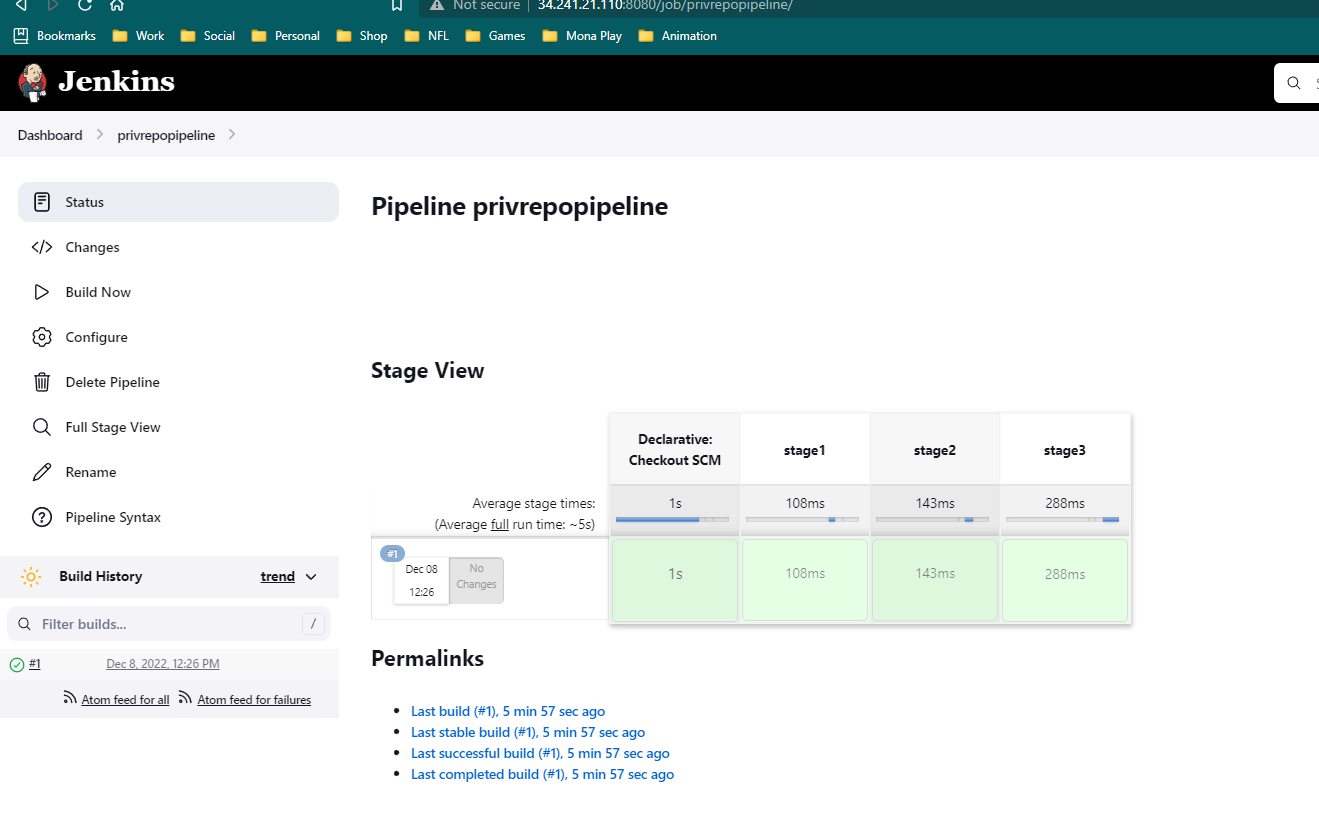 Not secure 34.241.21.110:8080/job/privrepopipeline/
Bookmarks Work Social Personal Shop NFL Games Mona Play Animation
Jenkins
Dashboard privrepopipeline
Status
Changes
Build Now
Configure
Delete Pipeline
Full Stage View
Rename
Pipeline Syntax
Build History trend
Filter builds... /
#1 Dec 8, 2022, 12:26 PM
Atom feed for all Atom feed for failures
Pipeline privrepopipeline
Stage View
Declarative:
Checkout SCM
stage1 stage2 stage3
Average stage times:
(Average full run time: ~5s)
1s 108ms 143ms 288ms
#1
Dec 08
12:26
No
Changes
1s 108ms 143ms 288ms
Permalinks
Last build (#1), 5 min 57 sec ago
Last stable build (#1), 5 min 57 sec ago
Last successful build (#1), 5 min 57 sec ago
Last completed build (#1), 5 min 57 sec ago